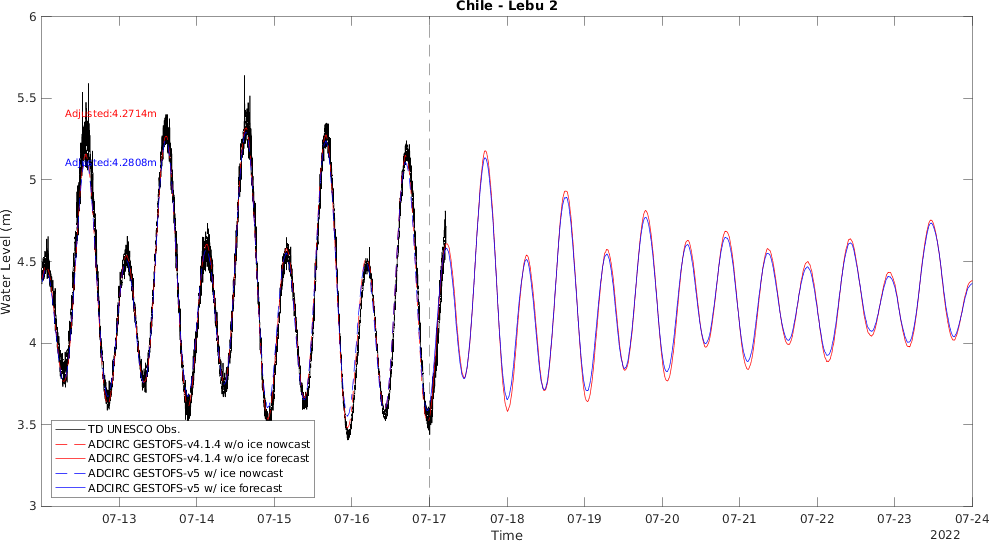 Chile - Lebu 2
6
5.5
5
4.5
4
3.5
3
Water Level (m)
Adjusted:4.2714m
Adjusted:4.2808m
TD UNESCO Obs.
ADCIRC GESTOFS-v4.1.4 w/o ice nowcast
ADCIRC GESTOFS-v4.1.4 w/o ice forecast
ADCIRC GESTOFS-v5 w/ ice nowcast
ADCIRC GESTOFS-v5 w/ ice forecast
07-13 07-14 07-15 07-16 07-17 07-18 07-19 07-20 07-21 07-22 07-23 07-24
Time
2022